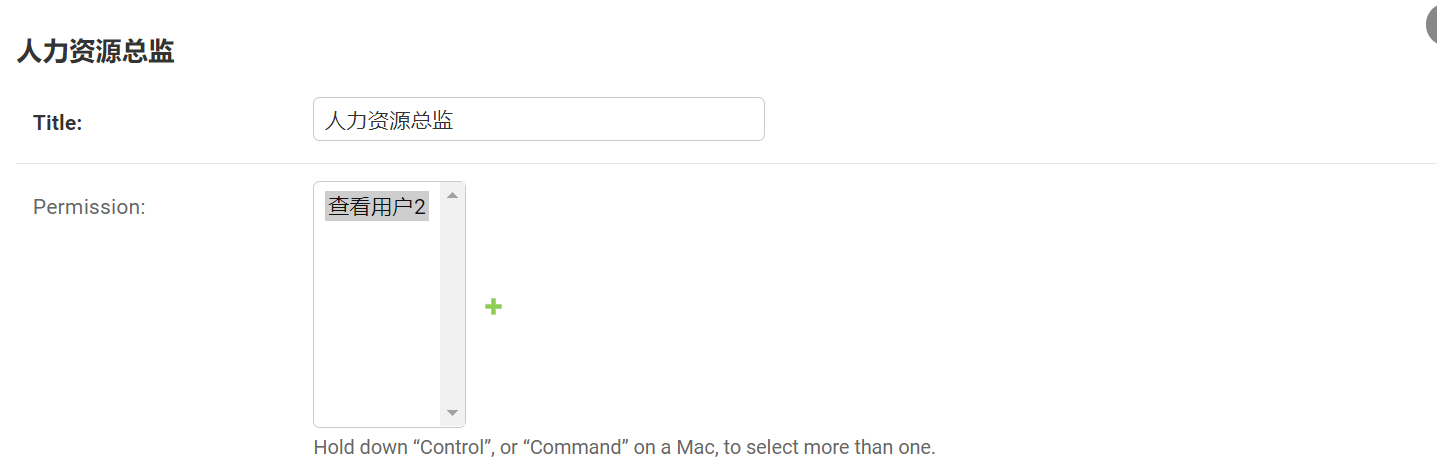 人力资源总监
Title: 人力资源总监
Permission: 查看用户2
Hold down “Control”, or “Command” on a Mac, to select more than one.